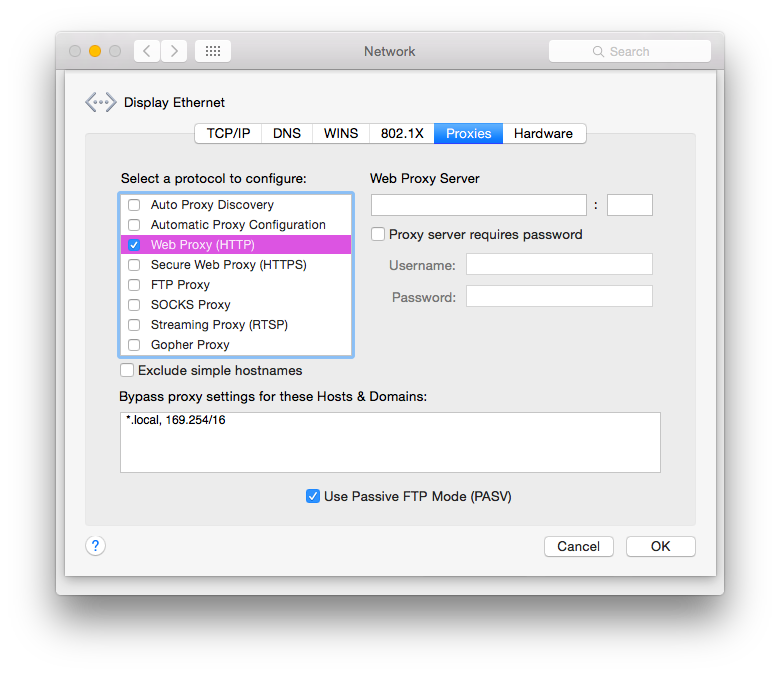 Network
Search
Display Ethernet
TCP/IP DNS WINS 802.1X Proxies Hardware
Select a protocol to configure:
Auto Proxy Discovery
Automatic Proxy Configuration
Web Proxy (HTTP)
Secure Web Proxy (HTTPS)
FTP Proxy
SOCKS Proxy
Streaming Proxy (RTSP)
Gopher Proxy
Exclude simple hostnames
Web Proxy Server
:
Proxy server requires password
Username:
Password:
Bypass proxy settings for these Hosts & Domains:
*.local, 169.254/16
Use Passive FTP Mode (PASV)
?
Cancel
OK